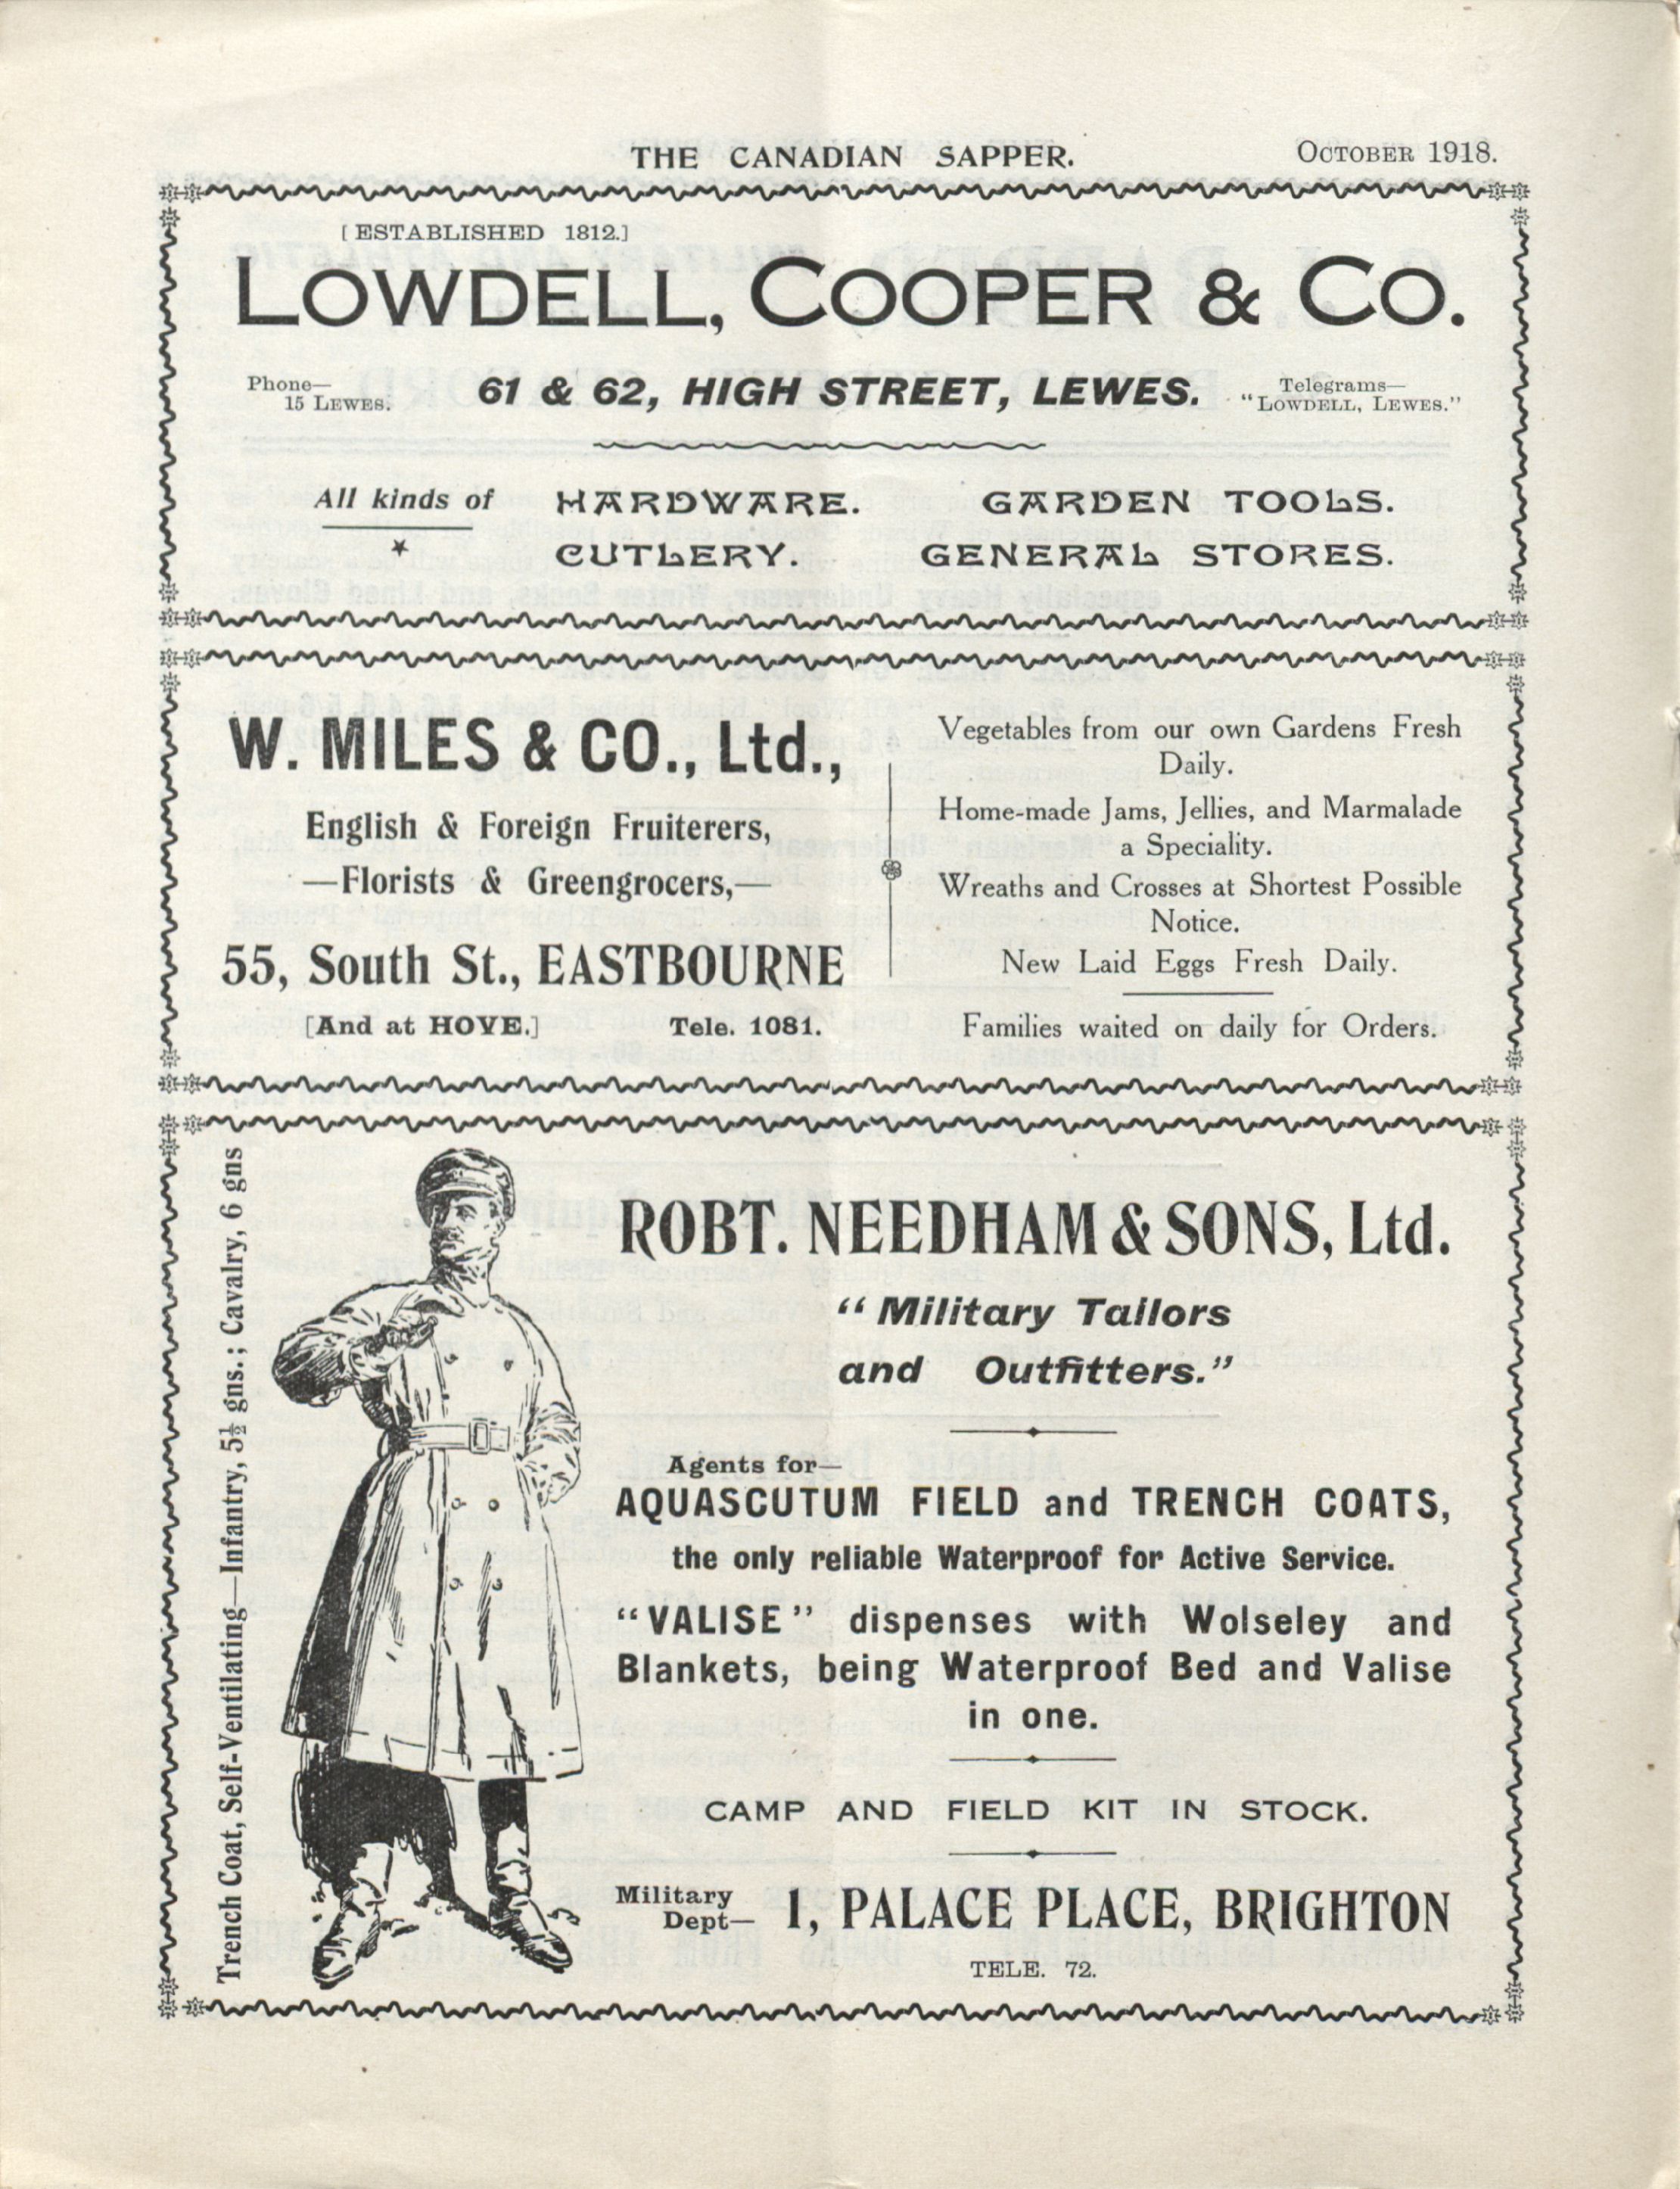 THE CANADIAN SAPPER.
OCTOBER 1918.
[ESTABLISHED 1812.]
LOWDELL, COOPER & CO.
Phone—
15 LEWES.
61 & 62, HIGH STREET, LEWES.
Telegrams—
"LOWDELL, LEWES."
All kinds of
HARDWARE.
GARDEN TOOLS.
CUTLERY.
GENERAL STORES.
W. MILES & CO., Ltd.,
English & Foreign Fruiterers,
—Florists & Greengrocers,—
55, South St., EASTBOURNE
[And at HOVE.]
Tele. 1081.
Vegetables from our own Gardens Fresh
Daily.
Home-made Jams, Jellies, and Marmalade
a Speciality.
Wreaths and Crosses at Shortest Possible
Notice.
New Laid Eggs Fresh Daily.
Families waited on daily for Orders.
Trench Coat, Self-Ventilating—Infantry, 5½ gns.; Cavalry, 6 gns
ROBT. NEEDHAM & SONS, Ltd.
"Military Tailors
and Outfitters."
Agents for—
AQUASCUTUM FIELD and TRENCH COATS,
the only reliable Waterproof for Active Service.
"VALISE" dispenses with Wolseley and
Blankets, being Waterproof Bed and Valise
in one.
CAMP AND FIELD KIT IN STOCK.
Military
Dept—
1, PALACE PLACE, BRIGHTON
TELE. 72.